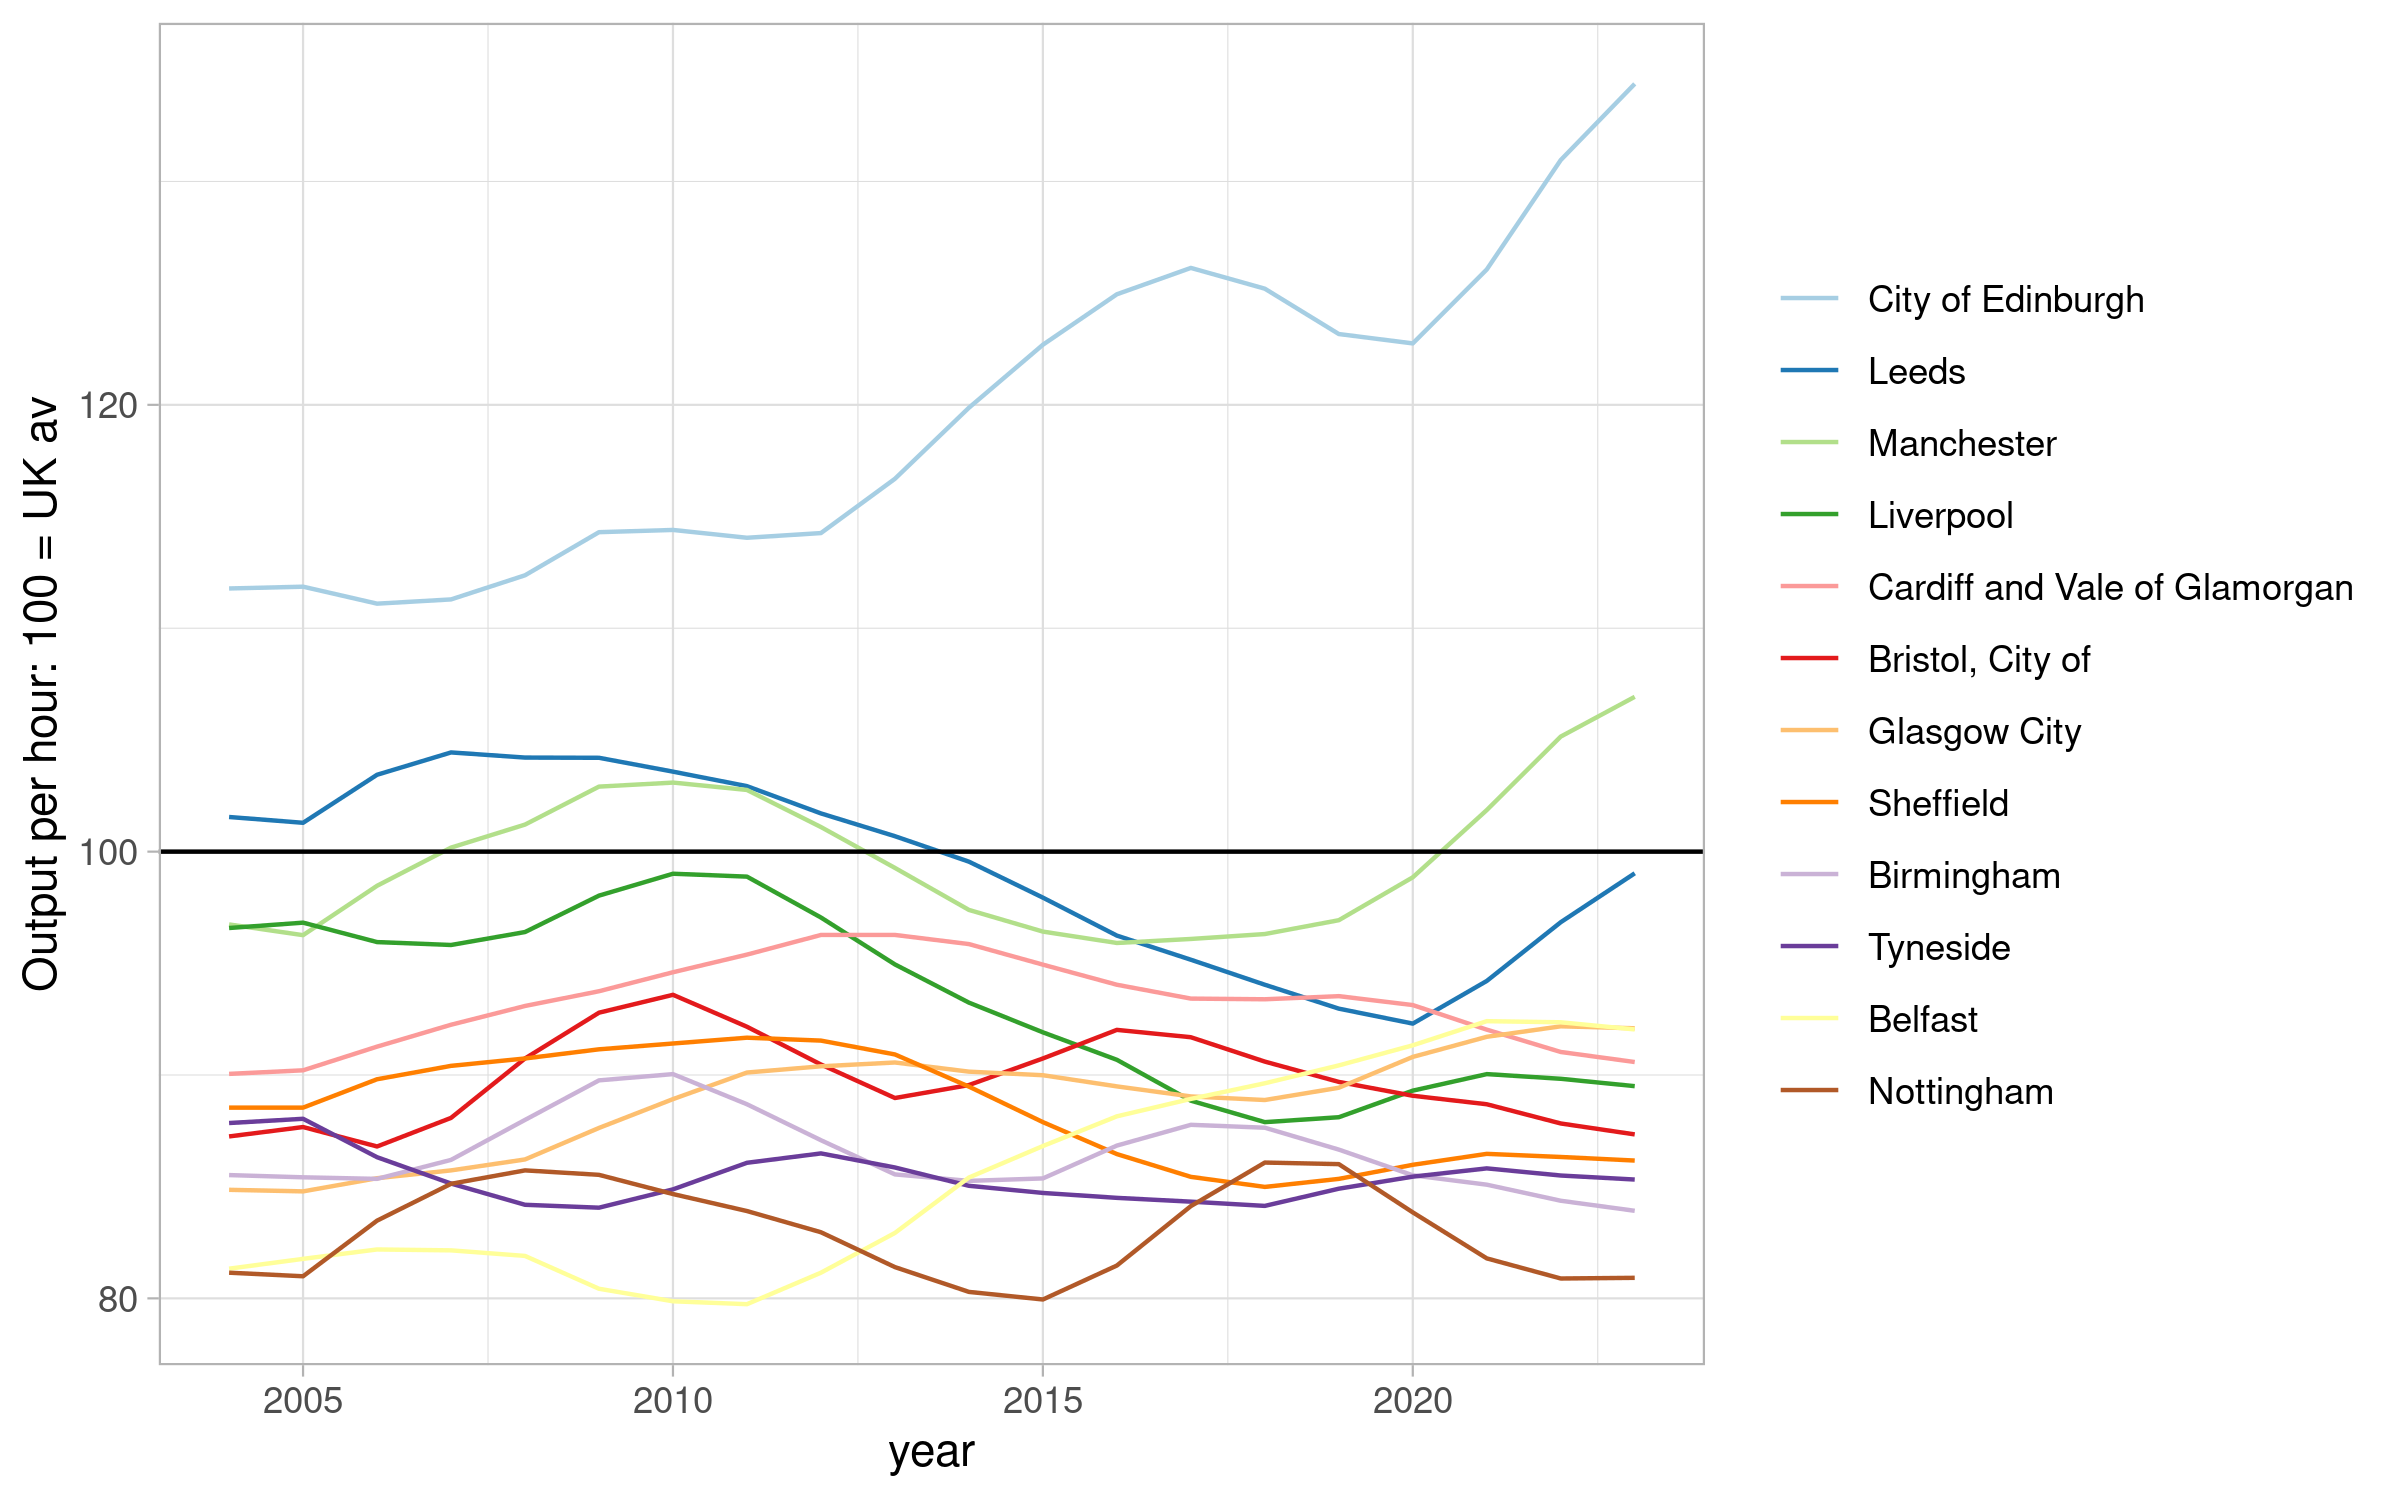 Output per hour: 100 = UK av
120
100
80
2005
2010
2015
2020
year
City of Edinburgh
Leeds
Manchester
Liverpool
Cardiff and Vale of Glamorgan
Bristol, City of
Glasgow City
Sheffield
Birmingham
Tyneside
Belfast
Nottingham